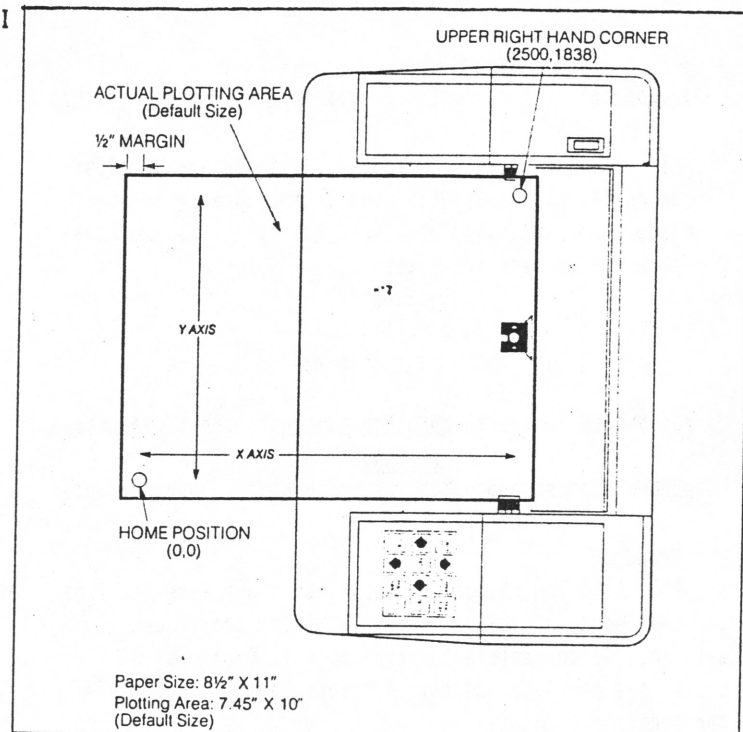 I
UPPER RIGHT HAND CORNER
(2500,1838)
ACTUAL PLOTTING AREA
(Default Size)
½" MARGIN
Y AXIS
X AXIS
HOME POSITION
(0,0)
Paper Size: 8½" X 11"
Plotting Area: 7.45" X 10"
(Default Size)